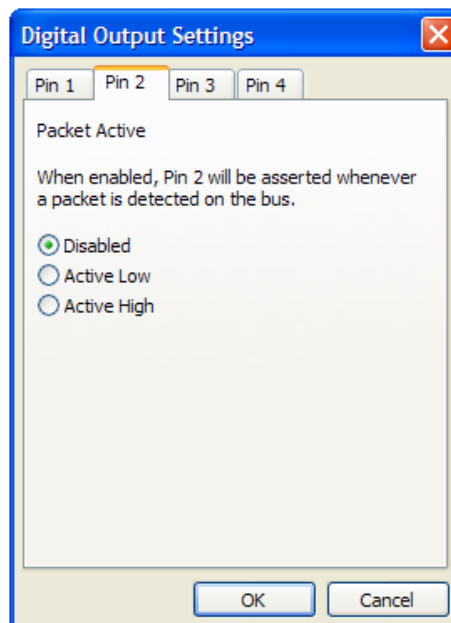 Digital Output Settings
Pin 1 Pin 2 Pin 3 Pin 4
Packet Active
When enabled, Pin 2 will be asserted whenever
a packet is detected on the bus.
Disabled
Active Low
Active High
OK Cancel